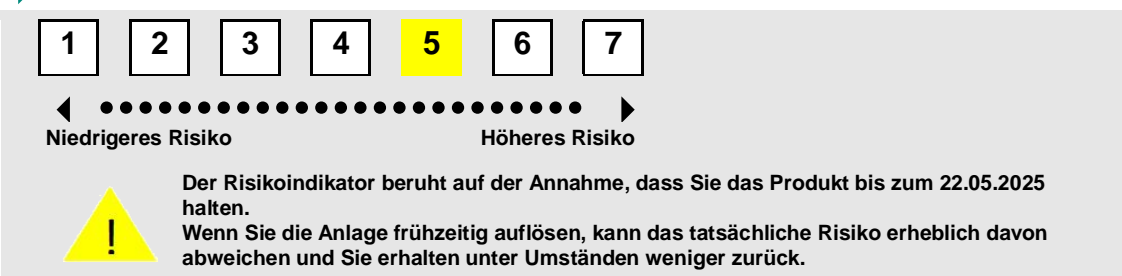 1 2 3 4 5 6 7
Niedrigeres Risiko Höheres Risiko
Der Risikoindikator beruht auf der Annahme, dass Sie das Produkt bis zum 22.05.2025
halten.
Wenn Sie die Anlage frühzeitig auflösen, kann das tatsächliche Risiko erheblich davon
abweichen und Sie erhalten unter Umständen weniger zurück.